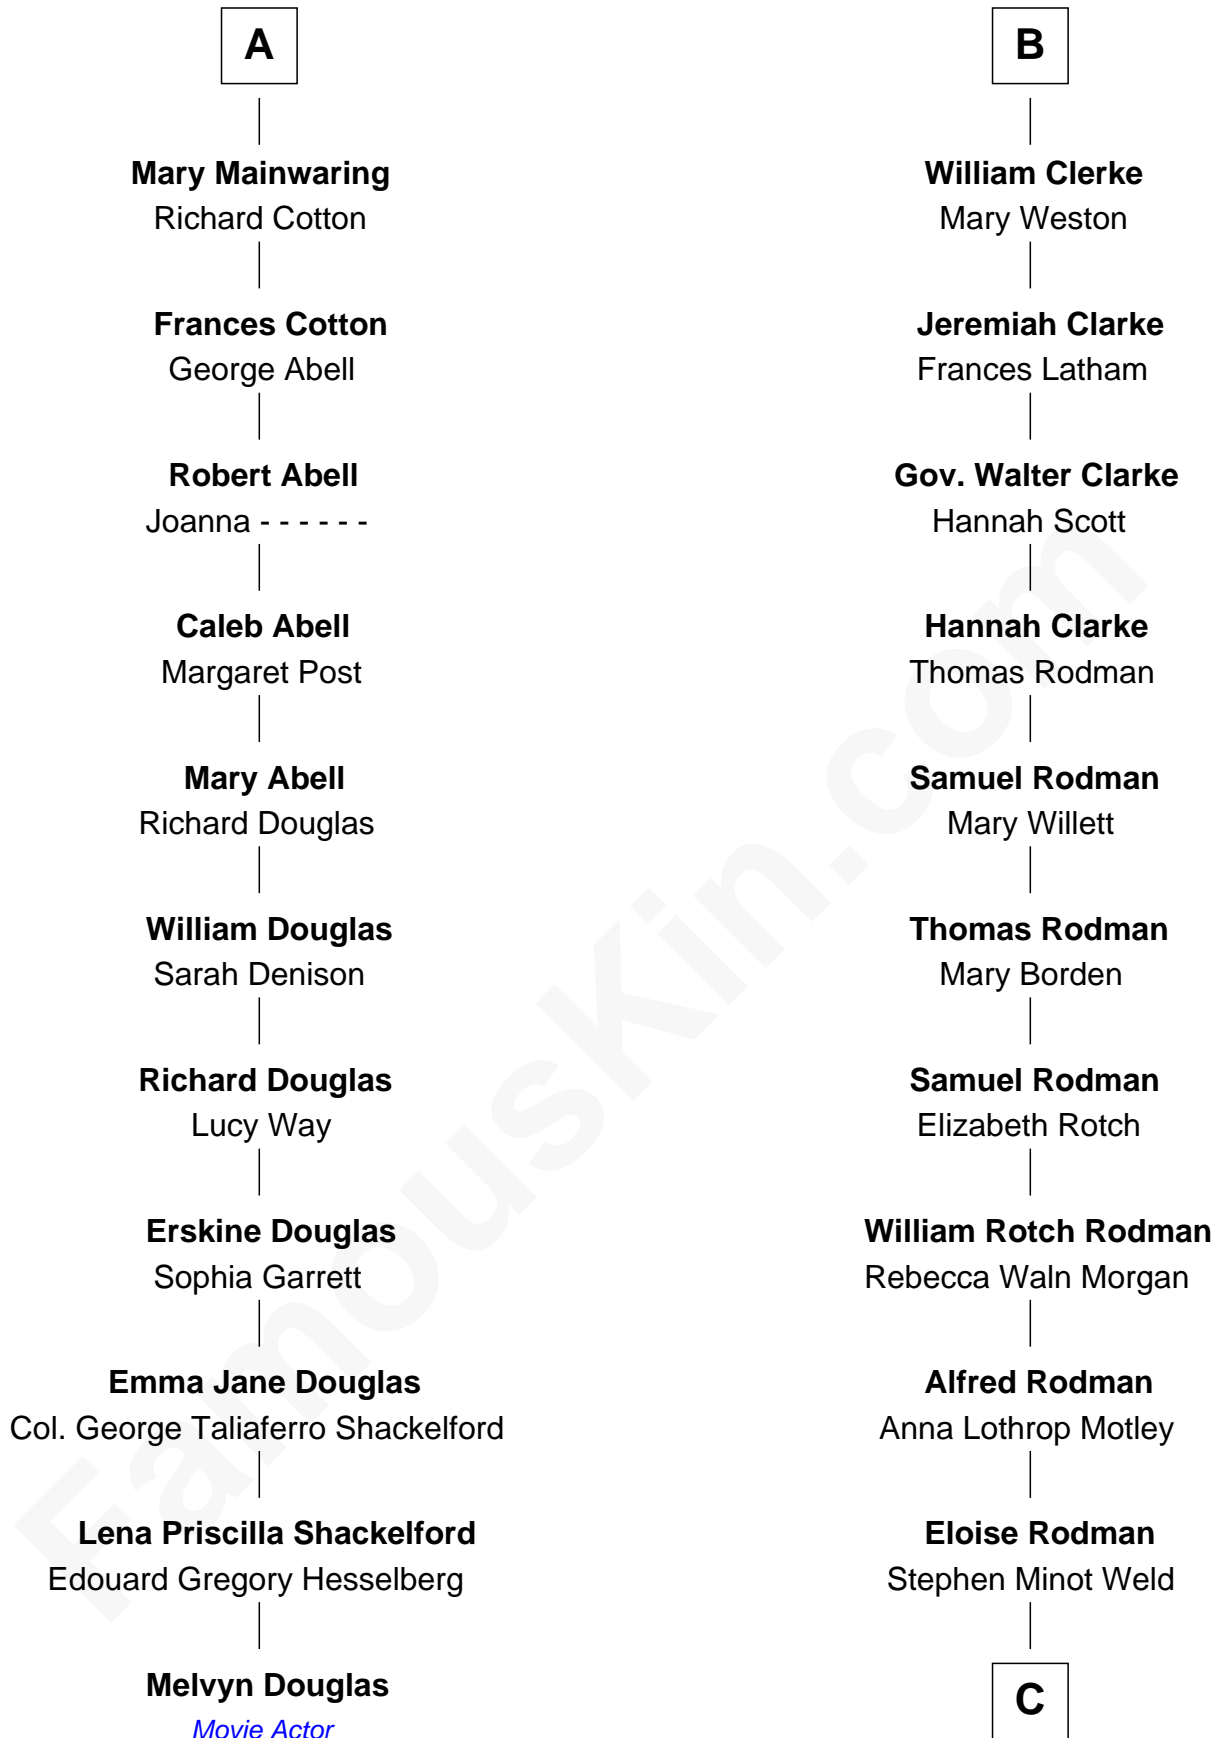 A
Mary Mainwaring
Richard Cotton
Frances Cotton
George Abell
Robert Abell
Joanna - - - - - -
Caleb Abell
Margaret Post
Mary Abell
Richard Douglas
William Douglas
Sarah Denison
Richard Douglas
Lucy Way
Erskine Douglas
Sophia Garrett
Emma Jane Douglas
Col. George Taliaferro Shackelford
Lena Priscilla Shackelford
Edouard Gregory Hesselberg
Melvyn Douglas
Movie Actor
B
William Clerke
Mary Weston
Jeremiah Clarke
Frances Latham
Gov. Walter Clarke
Hannah Scott
Hannah Clarke
Thomas Rodman
Samuel Rodman
Mary Willett
Thomas Rodman
Mary Borden
Samuel Rodman
Elizabeth Rotch
William Rotch Rodman
Rebecca Waln Morgan
Alfred Rodman
Anna Lothrop Motley
Eloise Rodman
Stephen Minot Weld
C
FamousKin.com